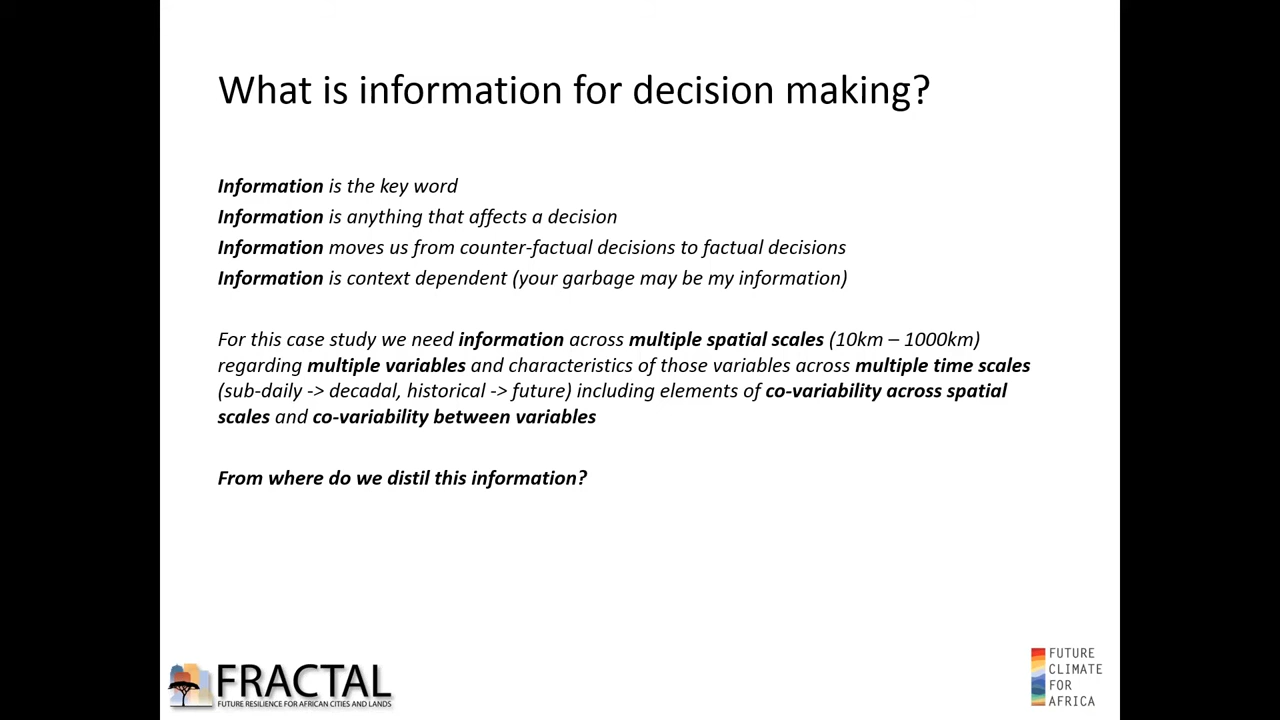 What is information for decision making?
Information is the key word
Information is anything that affects a decision
Information moves us from counter-factual decisions to factual decisions
Information is context dependent (your garbage may be my information)
For this case study we need information across multiple spatial scales (10km – 1000km)
regarding multiple variables and characteristics of those variables across multiple time scales
(sub-daily -> decadal, historical -> future) including elements of co-variability across spatial
scales and co-variability between variables
From where do we distil this information?
FRACTAL
FUTURE RESILIENCE FOR AFRICAN CITIES AND LANDS
FUTURE
CLIMATE
FOR
AFRICA